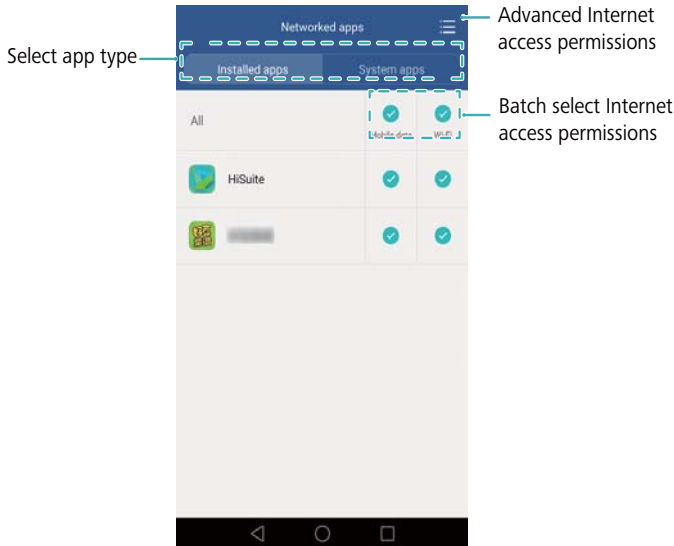 Networked apps
Advanced Internet
access permissions
Select app type
Installed apps
System apps
Batch select Internet
access permissions
All
Mobile data
Wi-Fi
HiSuite